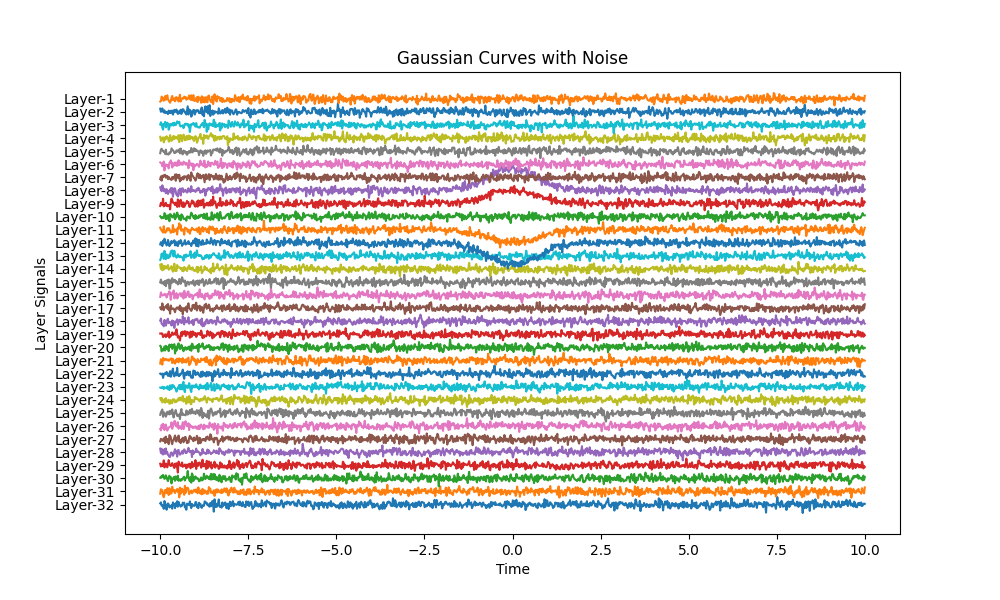 Gaussian Curves with Noise
Layer Signals
Layer-1
Layer-2
Layer-3
Layer-4
Layer-5
Layer-6
Layer-7
Layer-8
Layer-9
Layer-10
Layer-11
Layer-12
Layer-13
Layer-14
Layer-15
Layer-16
Layer-17
Layer-18
Layer-19
Layer-20
Layer-21
Layer-22
Layer-23
Layer-24
Layer-25
Layer-26
Layer-27
Layer-28
Layer-29
Layer-30
Layer-31
Layer-32
−10.0 −7.5 −5.0 −2.5 0.0 2.5 5.0 7.5 10.0
Time